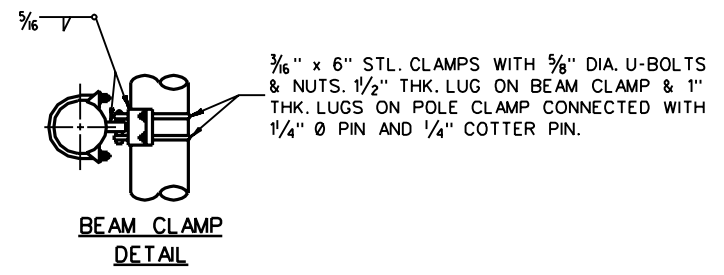 5/16
3/16" x 6" STL. CLAMPS WITH 5/8" DIA. U-BOLTS
& NUTS. 1 1/2" THK. LUG ON BEAM CLAMP & 1"
THK. LUGS ON POLE CLAMP CONNECTED WITH
1 1/4" Ø PIN AND 1/4" COTTER PIN.
BEAM CLAMP
DETAIL